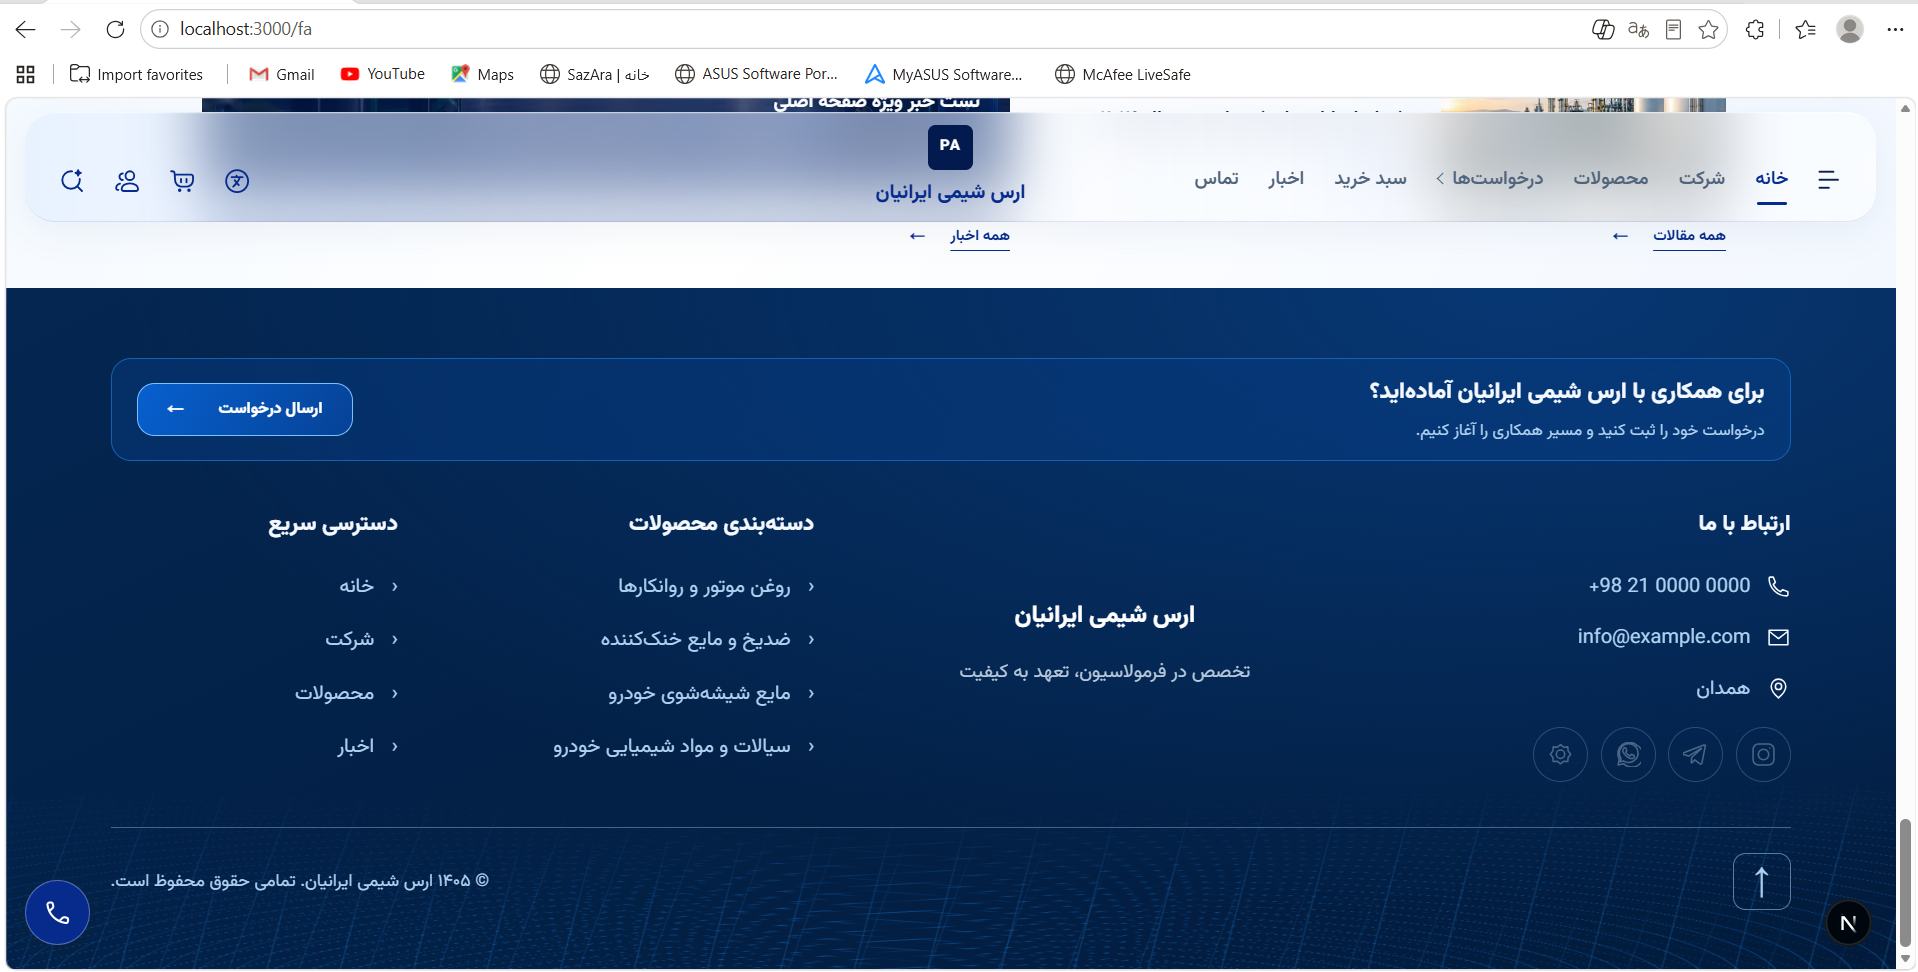 localhost:3000/fa
Import favorites
Gmail
YouTube
Maps
SazAra | خانه
ASUS Software Por...
MyASUS Software...
McAfee LiveSafe
تست خبر ویژه صفحه اصلی
خانه
شرکت
محصولات
درخواست‌ها
سبد خرید
اخبار
تماس
PA
ارس شیمی ایرانیان
همه مقالات
همه اخبار
برای همکاری با ارس شیمی ایرانیان آماده‌اید؟
درخواست خود را ثبت کنید و مسیر همکاری را آغاز کنیم.
ارسال درخواست
ارتباط با ما
+98 21 0000 0000
info@example.com
همدان
ارس شیمی ایرانیان
تخصص در فرمولاسیون، تعهد به کیفیت
دسته‌بندی محصولات
روغن موتور و روانکارها
ضدیخ و مایع خنک‌کننده
مایع شیشه‌شوی خودرو
سیالات و مواد شیمیایی خودرو
دسترسی سریع
خانه
شرکت
محصولات
اخبار
© ۱۴۰۵ ارس شیمی ایرانیان. تمامی حقوق محفوظ است.
N